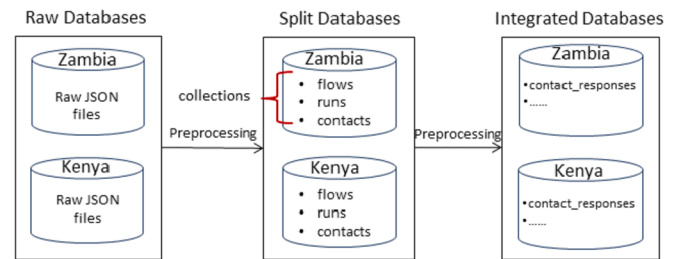 Raw Databases
Split Databases
Integrated Databases
Zambia
Raw JSON
files
Kenya
Raw JSON
files
collections
Preprocessing
Zambia
• flows
• runs
• contacts
Kenya
• flows
• runs
• contacts
Preprocessing
Zambia
•contact_responses
•......
Kenya
•contact_responses
•......